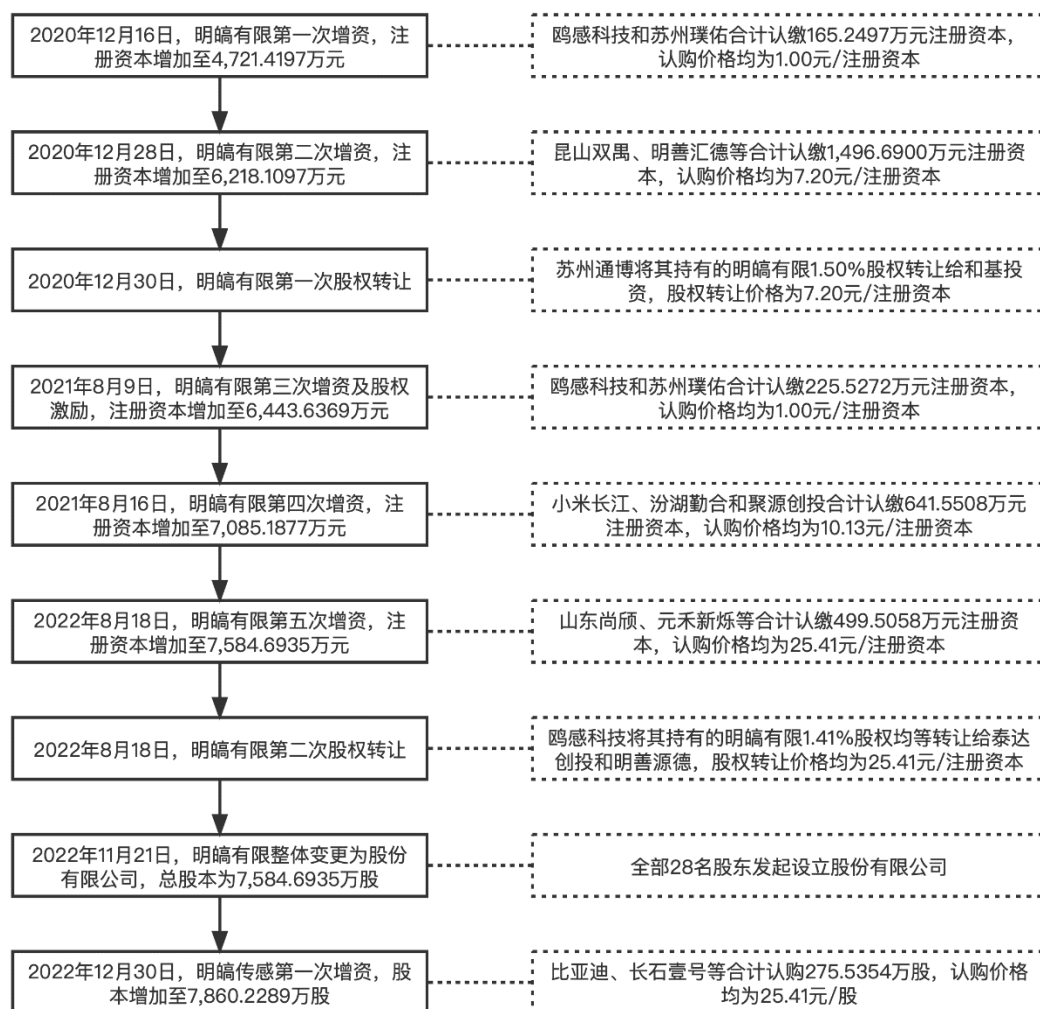 2020年12月16日，明皜有限第一次增资，注
册资本增加至4,721.4197万元
鸥感科技和苏州璞佑合计认缴165.2497万元注册资本，
认购价格均为1.00元/注册资本
2020年12月28日，明皜有限第二次增资，注
册资本增加至6,218.1097万元
昆山双禺、明善汇德等合计认缴1,496.6900万元注册资
本，认购价格均为7.20元/注册资本
2020年12月30日，明皜有限第一次股权转让
苏州通博将其持有的明皜有限1.50%股权转让给和基投
资，股权转让价格为7.20元/注册资本
2021年8月9日，明皜有限第三次增资及股权
激励，注册资本增加至6,443.6369万元
鸥感科技和苏州璞佑合计认缴225.5272万元注册资本，
认购价格均为1.00元/注册资本
2021年8月16日，明皜有限第四次增资，注
册资本增加至7,085.1877万元
小米长江、汾湖勤合和聚源创投合计认缴641.5508万元
注册资本，认购价格均为10.13元/注册资本
2022年8月18日，明皜有限第五次增资，注
册资本增加至7,584.6935万元
山东尚颀、元禾新烁等合计认缴499.5058万元注册资
本，认购价格均为25.41元/注册资本
2022年8月18日，明皜有限第二次股权转让
鸥感科技将其持有的明皜有限1.41%股权均等转让给泰达
创投和明善源德，股权转让价格均为25.41元/注册资本
2022年11月21日，明皜有限整体变更为股份
有限公司，总股本为7,584.6935万股
全部28名股东发起设立股份有限公司
2022年12月30日，明皜传感第一次增资，股
本增加至7,860.2289万股
比亚迪、长石壹号等合计认购275.5354万股，认购价格
均为25.41元/股